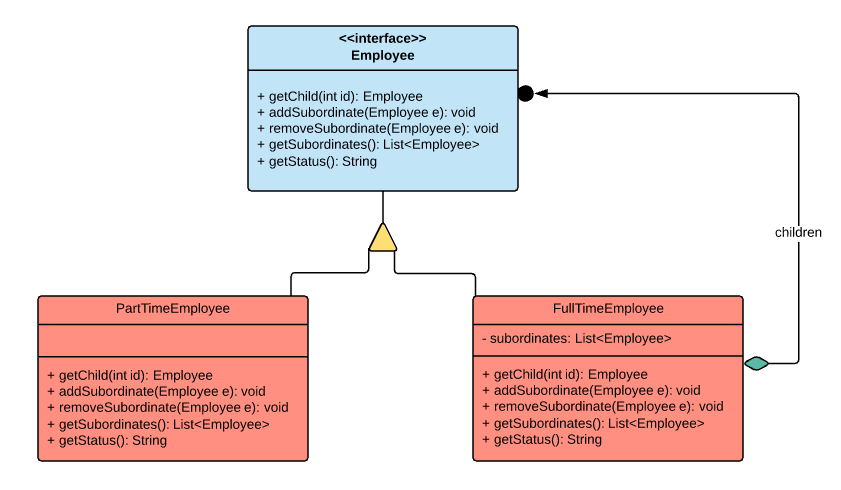 <<interface>>
Employee
+ getChild(int id): Employee
+ addSubordinate(Employee e): void
+ removeSubordinate(Employee e): void
+ getSubordinates(): List<Employee>
+ getStatus(): String
children
PartTimeEmployee
+ getChild(int id): Employee
+ addSubordinate(Employee e): void
+ removeSubordinate(Employee e): void
+ getSubordinates(): List<Employee>
+ getStatus(): String
FullTimeEmployee
- subordinates: List<Employee>
+ getChild(int id): Employee
+ addSubordinate(Employee e): void
+ removeSubordinate(Employee e): void
+ getSubordinates(): List<Employee>
+ getStatus(): String